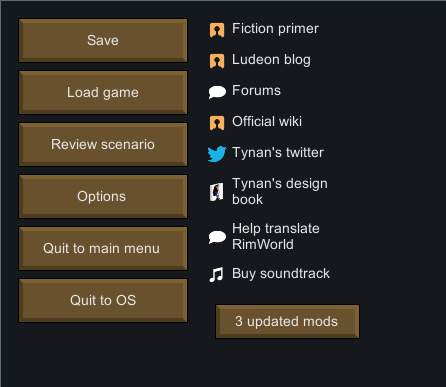 Save
Load game
Review scenario
Options
Quit to main menu
Quit to OS
Fiction primer
Ludeon blog
Forums
Official wiki
Tynan's twitter
Tynan's design
book
Help translate
RimWorld
Buy soundtrack
3 updated mods